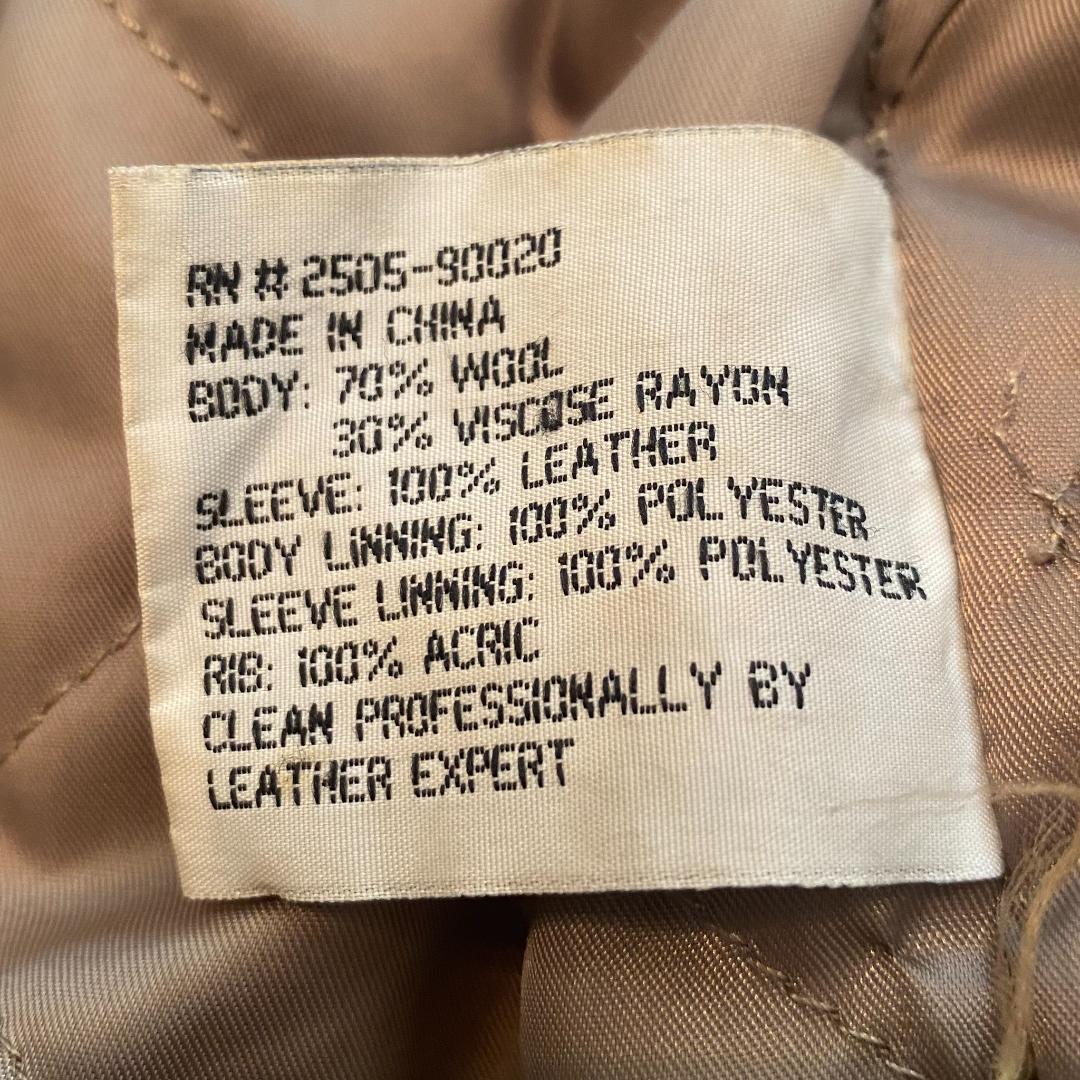 RN # 2505-90020
MADE IN CHINA
BODY: 70% WOOL
30% VISCOSE RAYON
SLEEVE: 100% LEATHER
BODY LINNING: 100% POLYESTER
SLEEVE LINNING: 100% POLYESTER
RIB: 100% ACRIC
CLEAN PROFESSIONALLY BY
LEATHER EXPERT